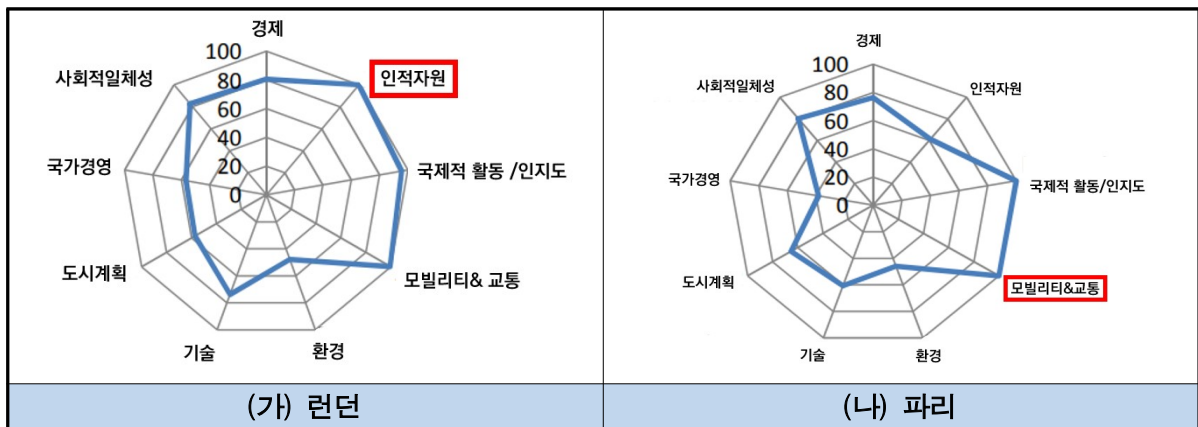 경제
100
80
60
40
20
0
인적자원
국제적 활동 /인지도
모빌리티& 교통
환경
기술
도시계획
국가경영
사회적일체성
(가) 런던
경제
100
80
60
40
20
0
인적자원
국제적 활동/인지도
모빌리티&교통
환경
기술
도시계획
국가경영
사회적일체성
(나) 파리